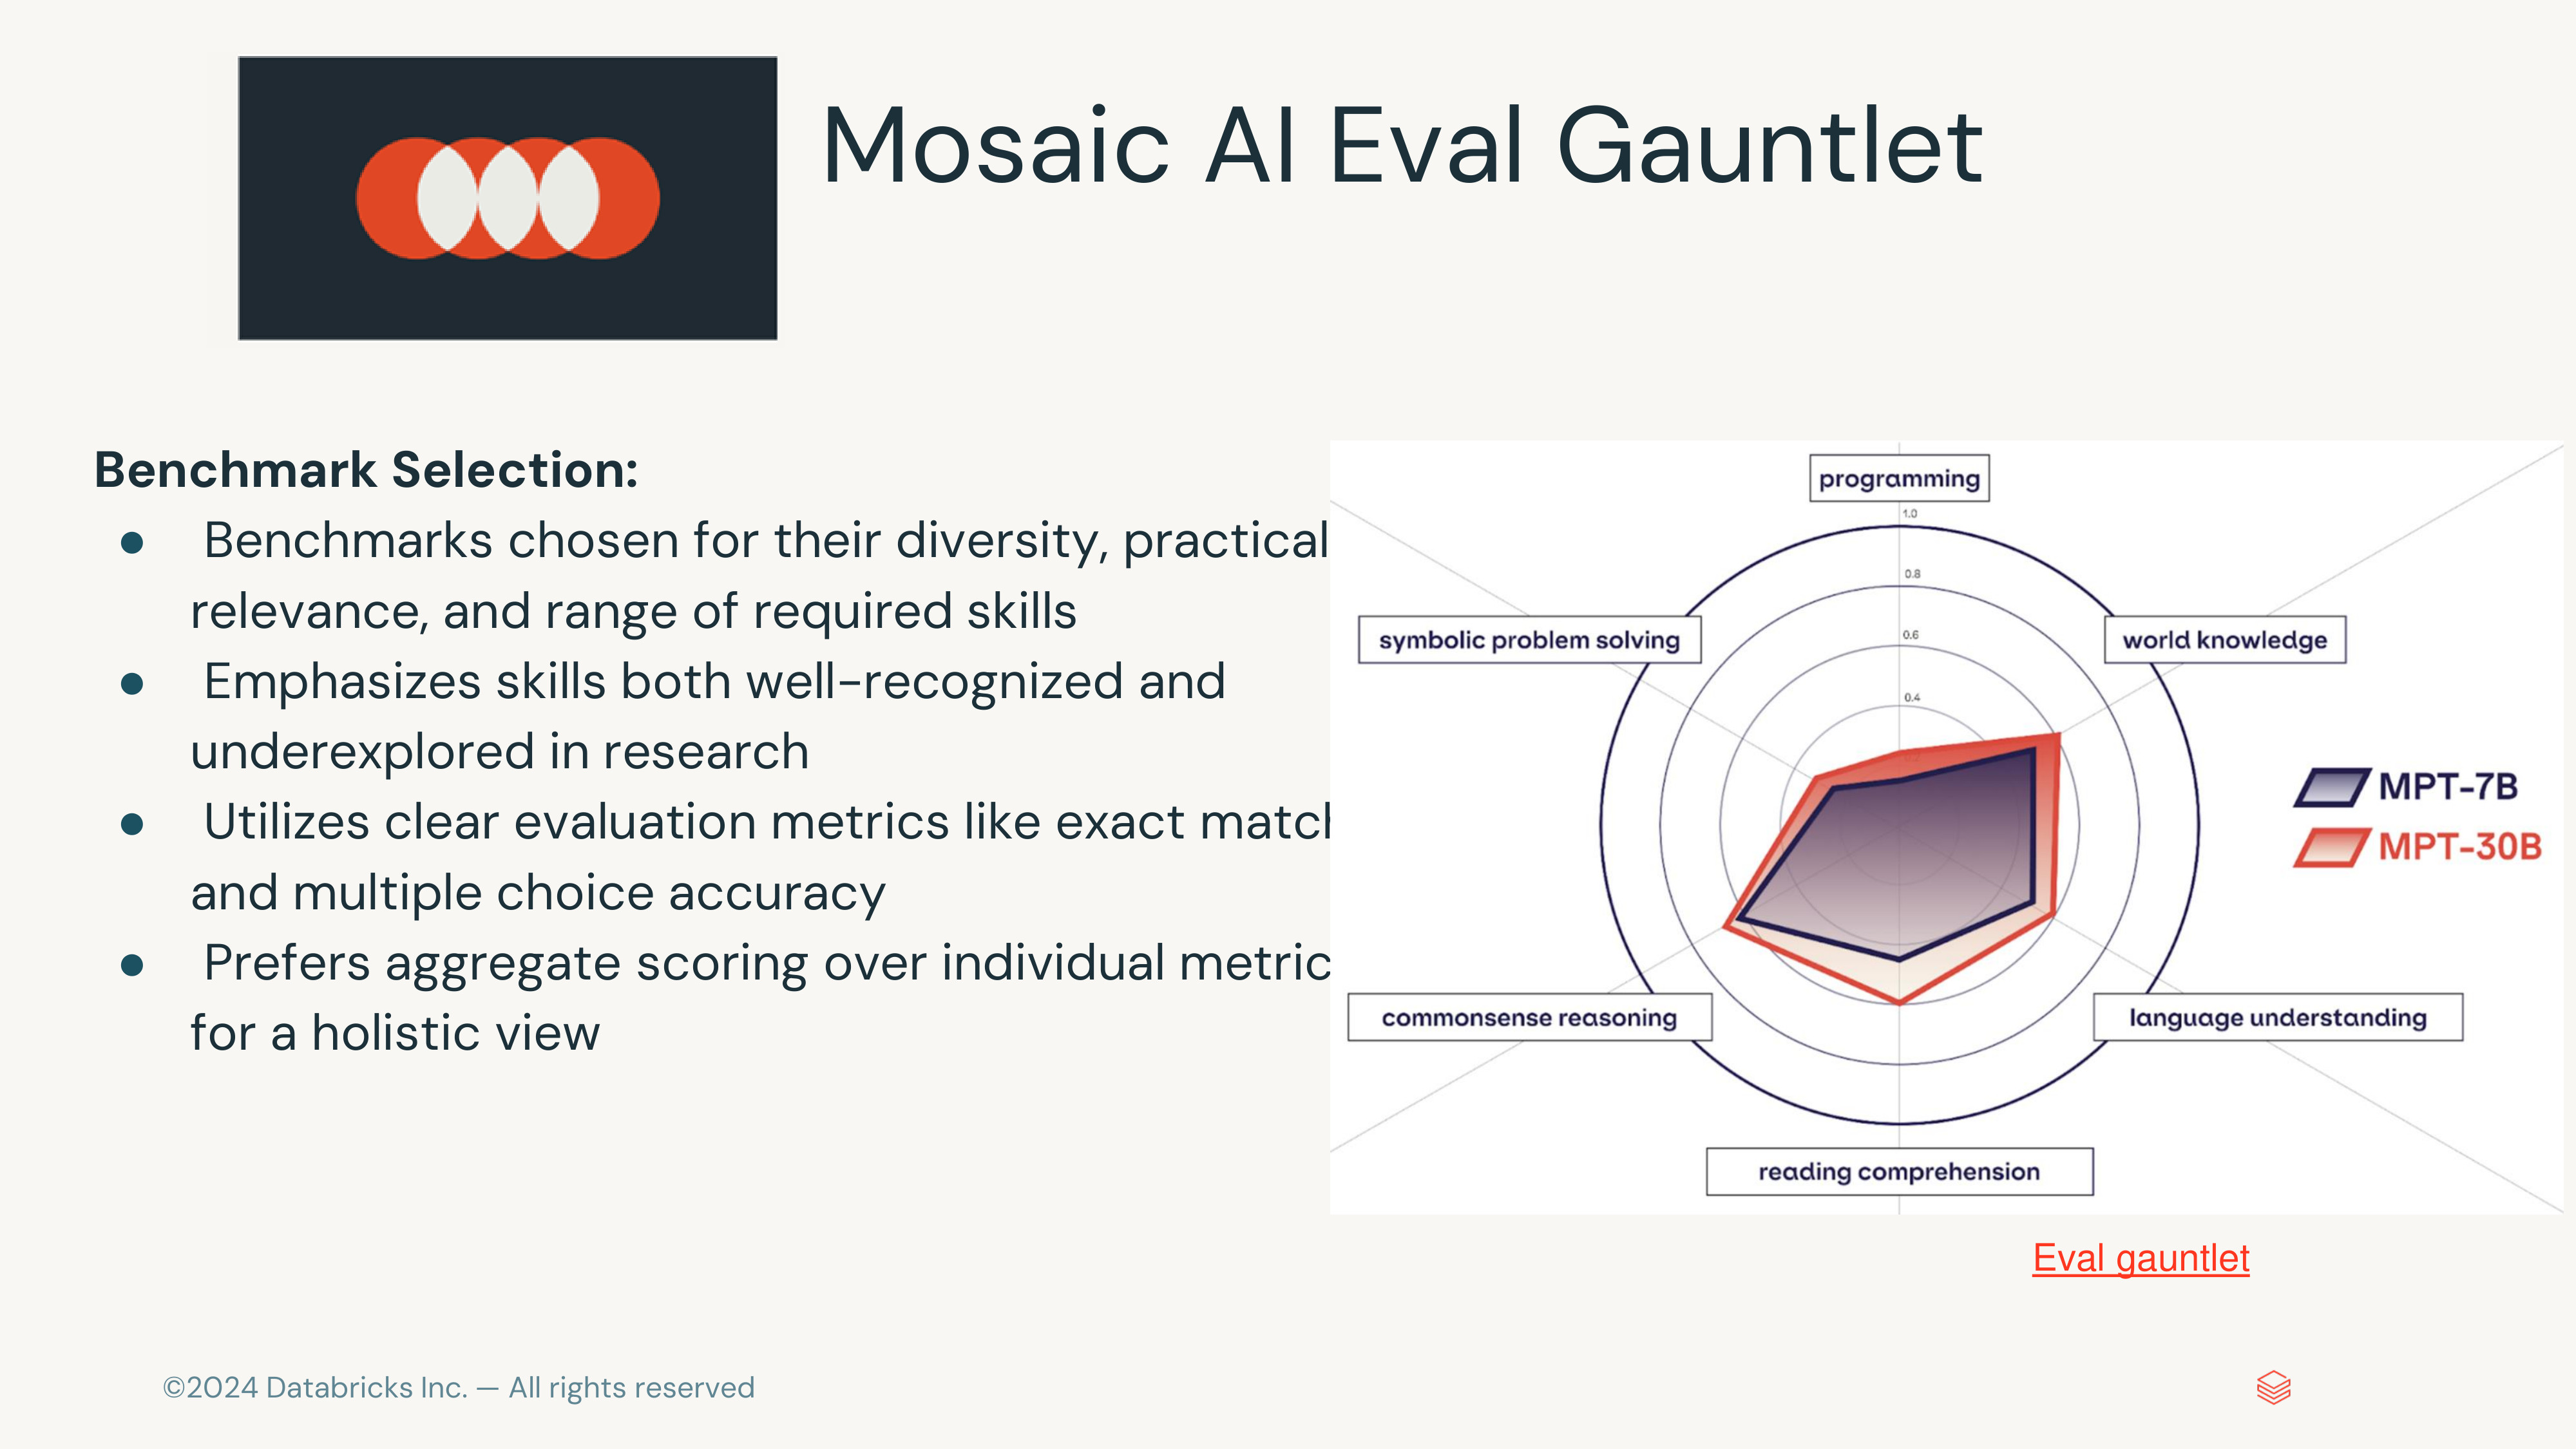 Mosaic AI Eval Gauntlet
Benchmark Selection:
● Benchmarks chosen for their diversity, practical
relevance, and range of required skills
● Emphasizes skills both well-recognized and
underexplored in research
● Utilizes clear evaluation metrics like exact match
and multiple choice accuracy
● Prefers aggregate scoring over individual metric
for a holistic view
programming
1.0
0.8
0.6
0.4
symbolic problem solving
world knowledge
MPT-7B
MPT-30B
commonsense reasoning
language understanding
reading comprehension
Eval gauntlet
©2024 Databricks Inc. — All rights reserved